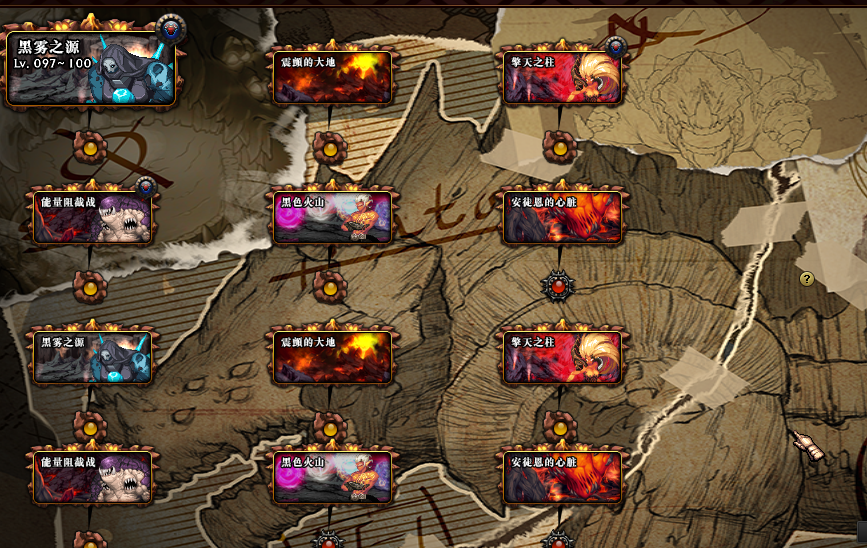 黑雾之源
Lv. 097~100
震颤的大地
擎天之柱
能量阻截战
黑色火山
安徒恩的心脏
?
黑雾之源
震颤的大地
擎天之柱
能量阻截战
黑色火山
安徒恩的心脏